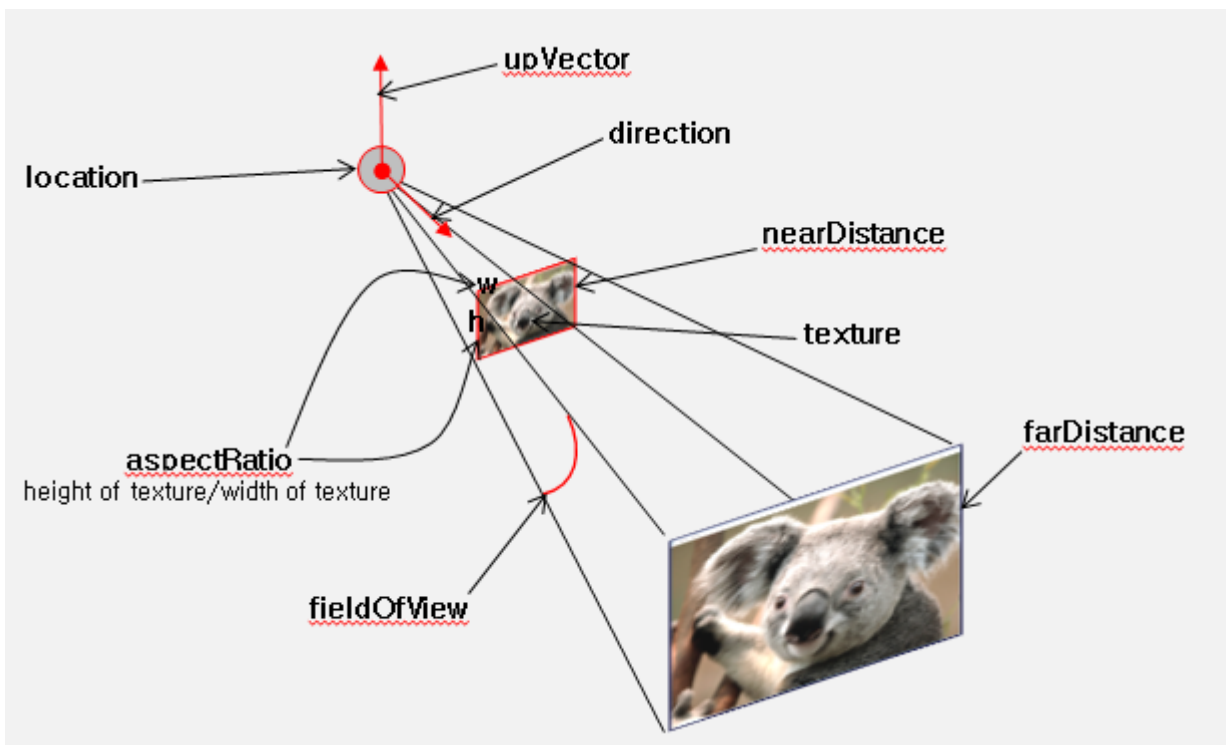 upVector
direction
location
nearDistance
w
h
texture
farDistance
aspectRatio
height of texture/width of texture
fieldOfView